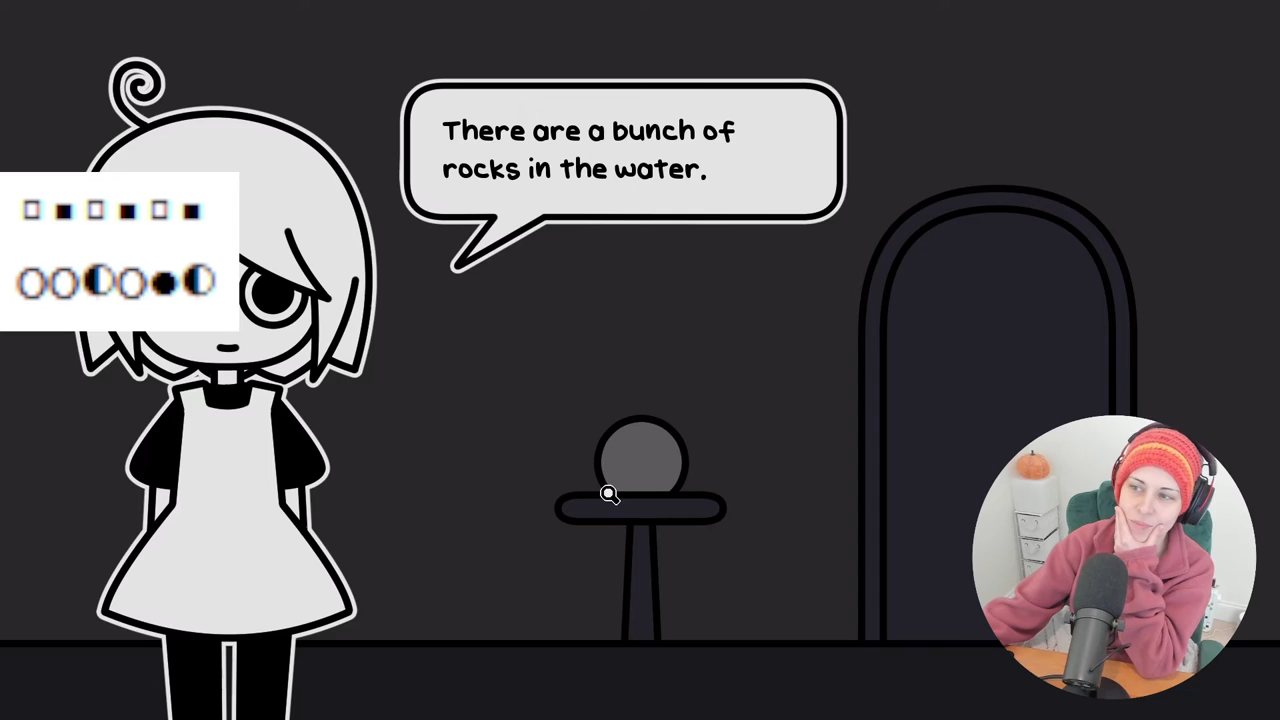 There are a bunch of
rocks in the water.
□ ■ □ ■ □ ■
○○◐○●◐